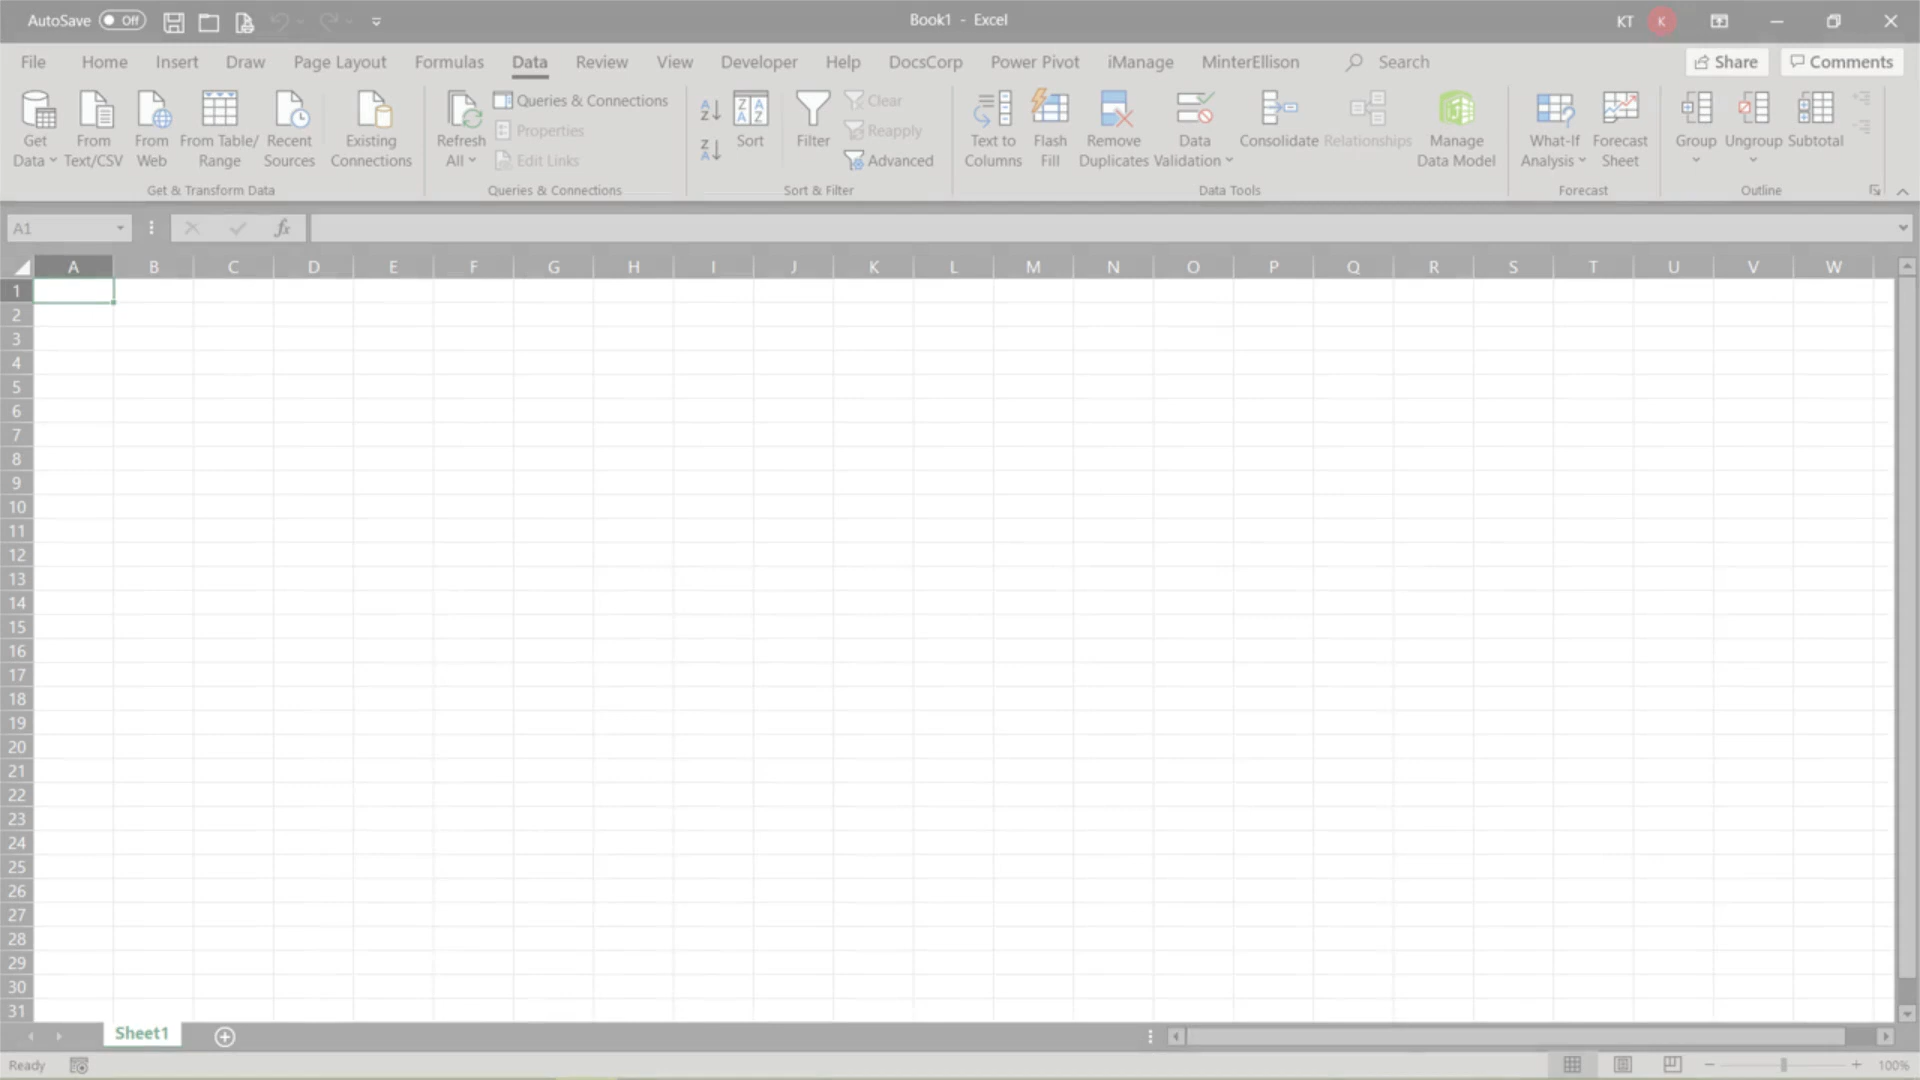 AutoSave Off
Book1 - Excel
KT K
File Home Insert Draw Page Layout Formulas Data Review View Developer Help DocsCorp Power Pivot iManage MinterEllison Search Share Comments
Get Data
From Text/CSV
From Web
From Table/ Range
Recent Sources
Existing Connections
Get & Transform Data
Refresh All
Queries & Connections
Properties
Edit Links
Queries & Connections
Sort
Filter
Clear
Reapply
Advanced
Sort & Filter
Text to Columns
Flash Fill
Remove Duplicates
Data Validation
Consolidate
Relationships
Manage Data Model
Data Tools
What-If Analysis
Forecast Sheet
Forecast
Group
Ungroup
Subtotal
Outline
A1
fx
A B C D E F G H I J K L M N O P Q R S T U V W
1
2
3
4
5
6
7
8
9
10
11
12
13
14
15
16
17
18
19
20
21
22
23
24
25
26
27
28
29
30
31
Sheet1
Ready
100%